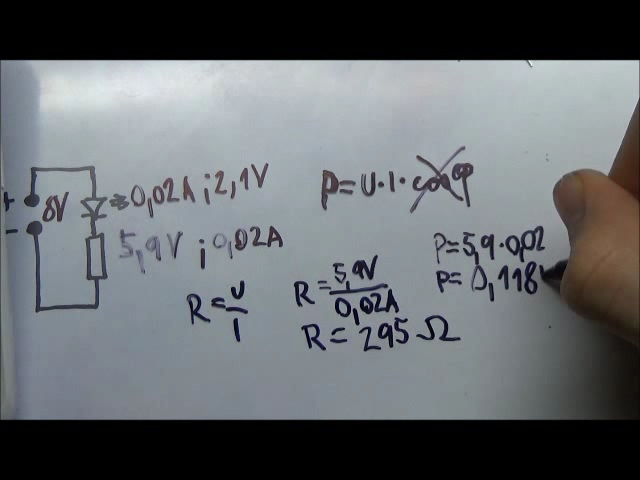 + 8V 0,02A ; 2,1V
-
5,9V ; 0,02A
P=U·I·cosφ
R=U/I
R=5,9V/0,02A
R=295Ω
P=5,9·0,02
P=0,118